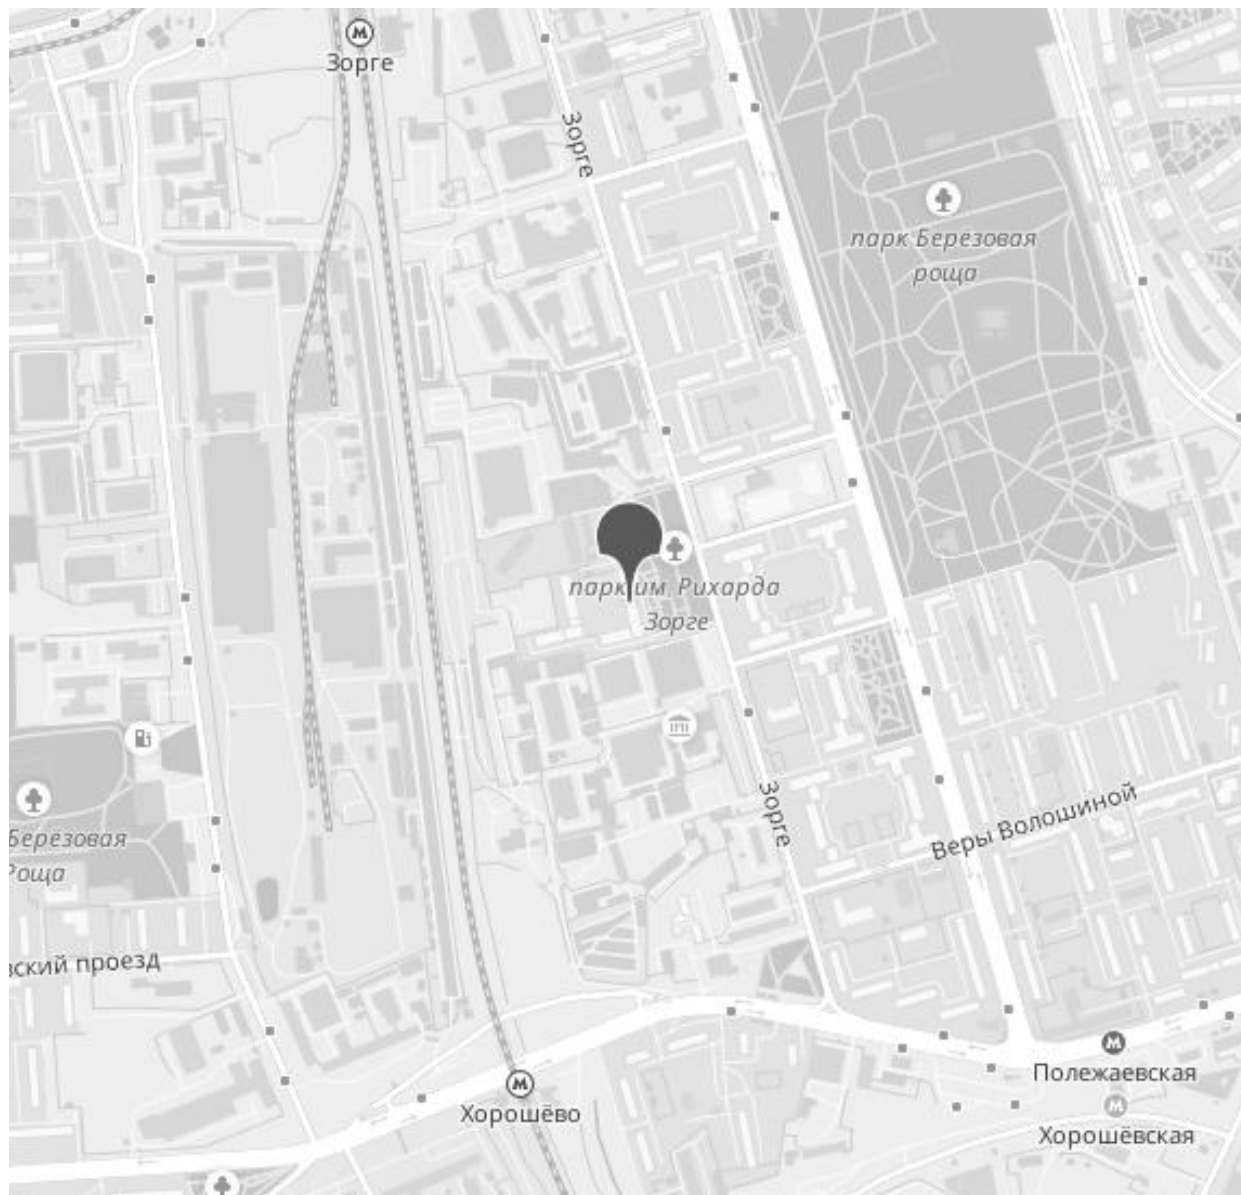 Зорге
Зорге
парк Березовая
роща
парк им. Рихарда
Зорге
Зорге
Веры Волошиной
Березовая
Роща
вский проезд
Полежаевская
Хорошёво
Хорошёвская